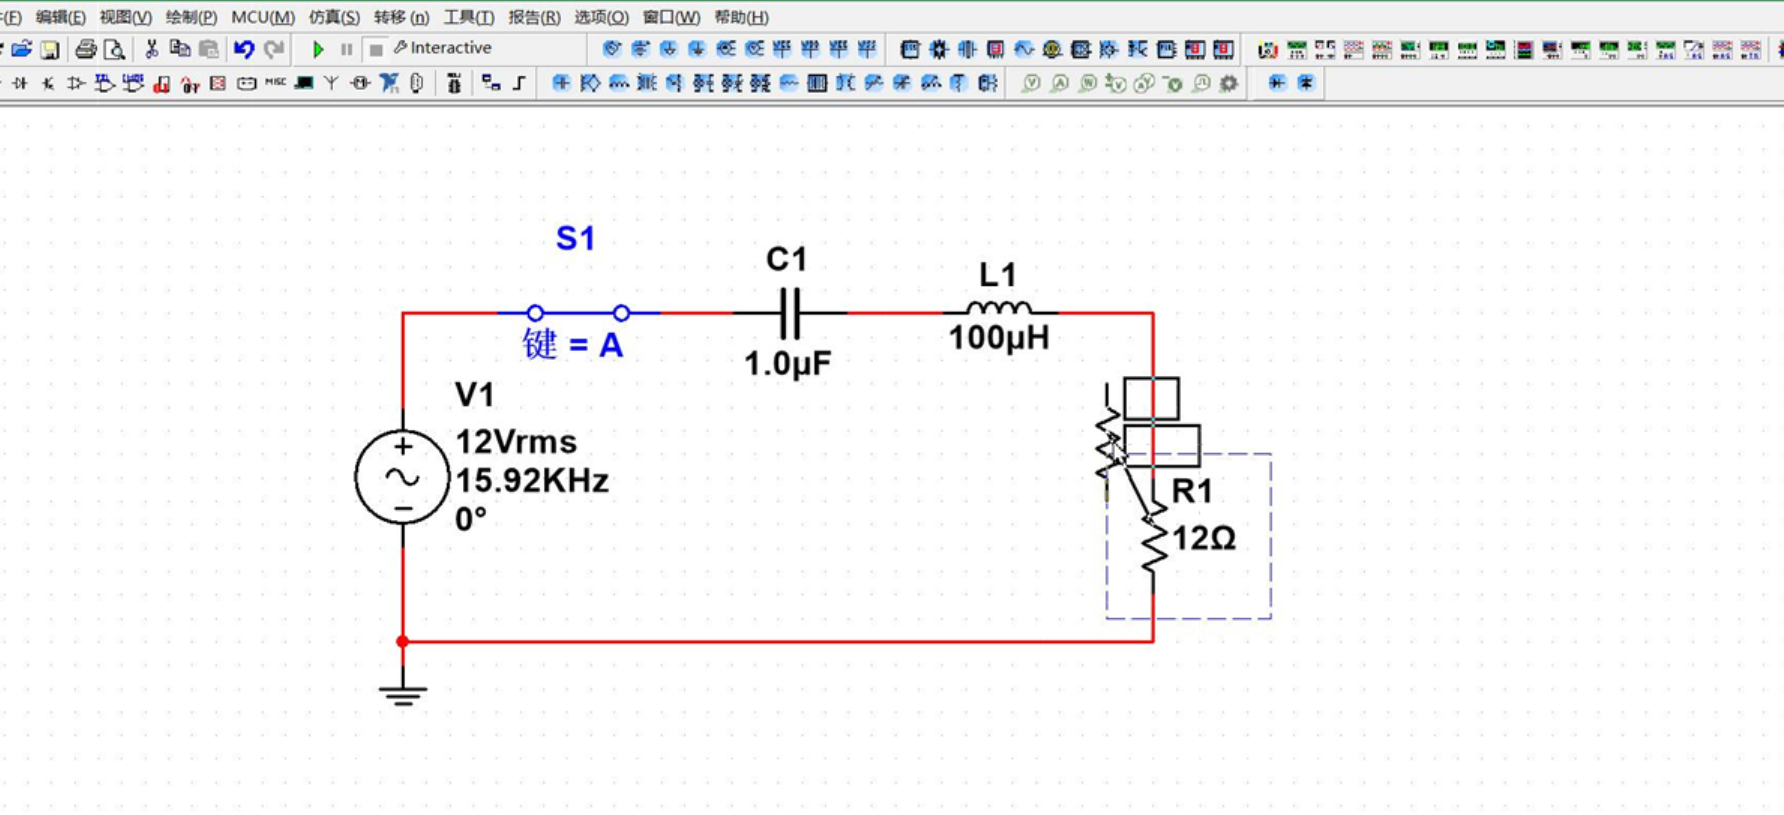 (F) 编辑(E) 视图(V) 绘制(P) MCU(M) 仿真(S) 转移 (n) 工具(T) 报告(R) 选项(O) 窗口(W) 帮助(H)
Interactive
MISC
S1
键 = A
C1
1.0µF
L1
100µH
V1
12Vrms
15.92KHz
0°
R1
12Ω